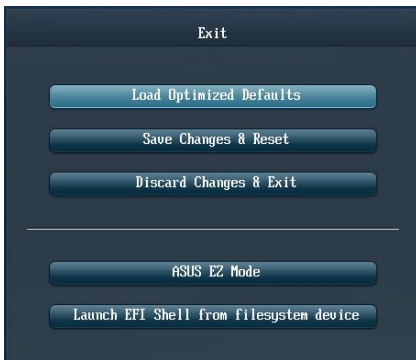 Exit
Load Optimized Defaults
Save Changes & Reset
Discard Changes & Exit
ASUS EZ Mode
Launch EFI Shell from filesystem device